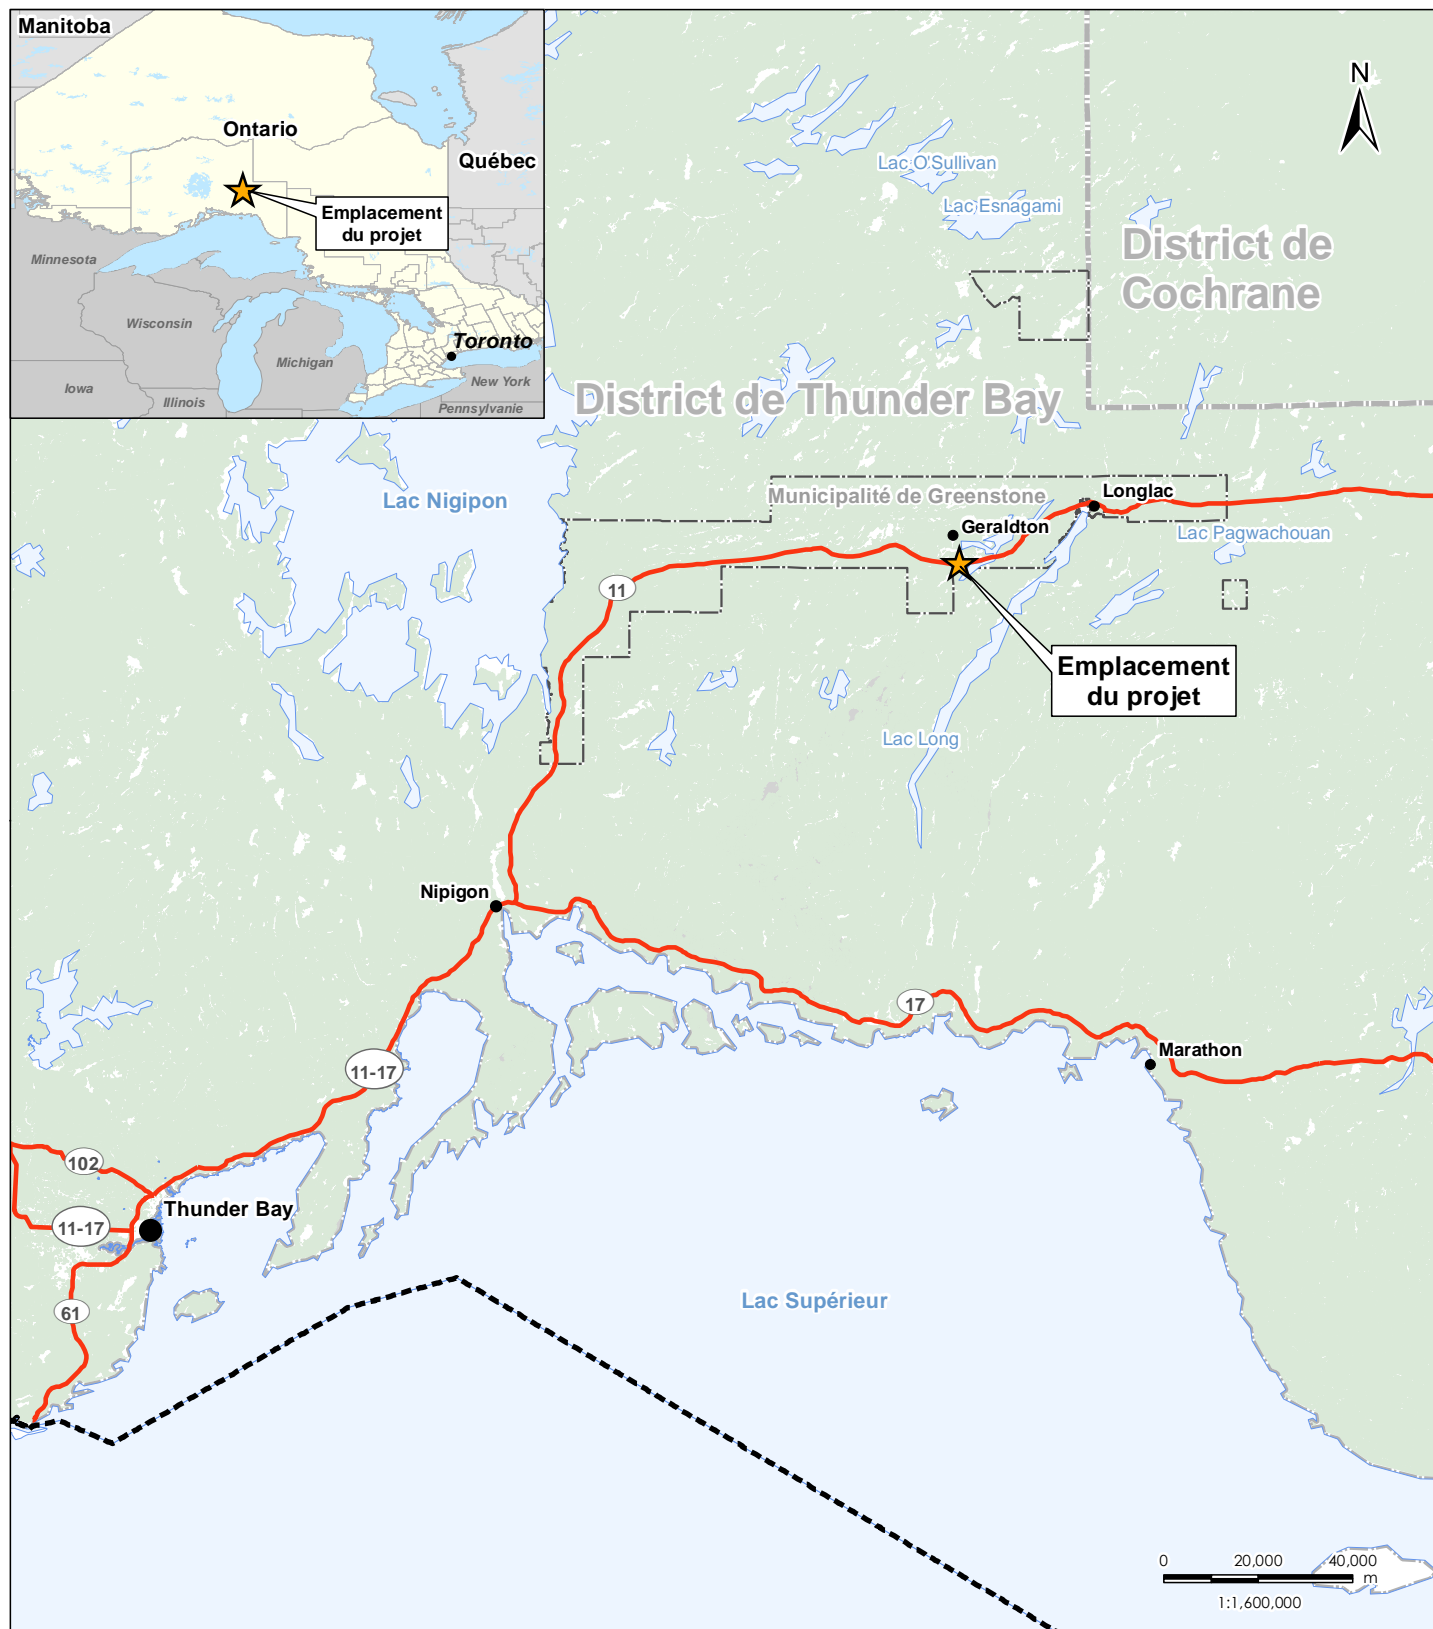 Manitoba
Ontario
Québec
Emplacement
du projet
Minnesota
Wisconsin
Michigan
Toronto
Iowa
Illinois
New York
Pennsylvanie
N
Lac O'Sullivan
Lac Esnagami
District de
Cochrane
District de Thunder Bay
Lac Nigipon
Municipalité de Greenstone
Longlac
Geraldton
Lac Pagwachouan
11
Emplacement
du projet
Lac Long
Nipigon
17
Marathon
11-17
102
Thunder Bay
11-17
61
Lac Supérieur
0 20,000 40,000
m
1:1,600,000